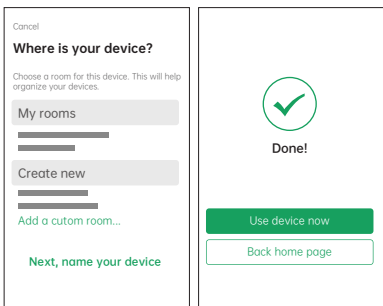 Cancel
Where is your device?
Choose a room for this device. This will help
organize your devices.
My rooms
Create new
Add a cutom room...
Next, name your device
Done!
Use device now
Back home page